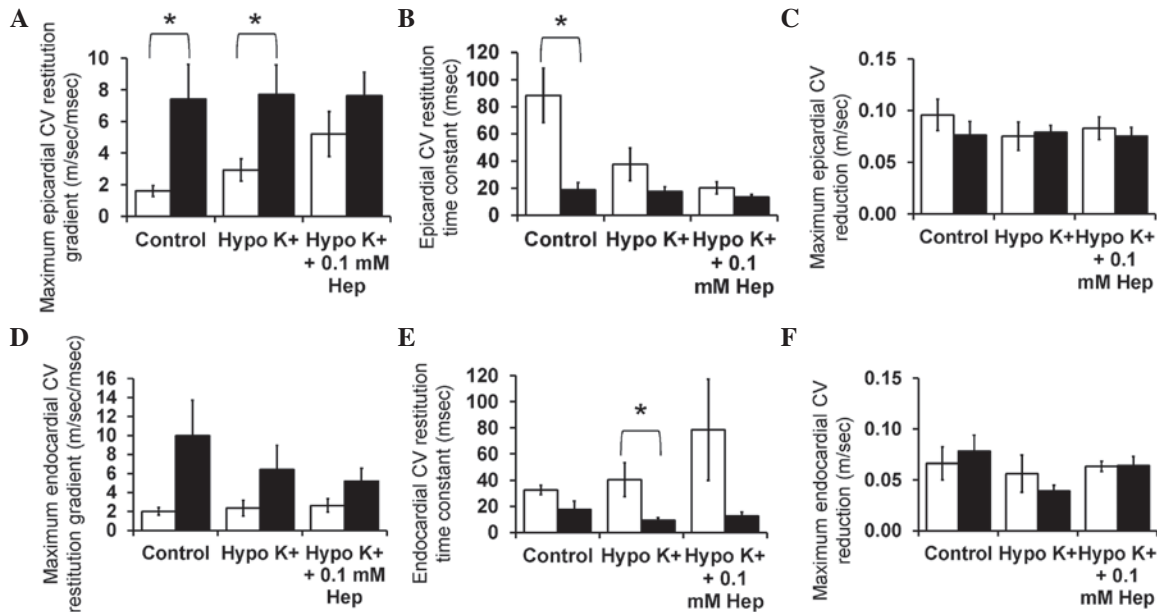 A
Maximum epicardial CV restitution
gradient (m/sec/msec)
10
8
6
4
2
0
*
*
Control
Hypo K+
Hypo K+
+ 0.1 mM
Hep
B
Epicardial CV restitution
time constant (msec)
120
100
80
60
40
20
0
*
Control
Hypo K+
Hypo K+
+ 0.1
mM Hep
C
Maximum epicardial CV
reduction (m/sec)
0.15
0.10
0.05
0.00
Control
Hypo K+
Hypo K+
+ 0.1
mM Hep
D
Maximum endocardial CV
restitution gradient (m/sec/msec)
16
14
12
10
8
6
4
2
0
Control
Hypo K+
Hypo K+
+ 0.1 mM
Hep
E
Endocardial CV restitution
time constant (msec)
120
100
80
60
40
20
0
*
Control
Hypo K+
Hypo K+
+ 0.1
mM Hep
F
Maximum endocardial CV
reduction (m/sec)
0.15
0.10
0.05
0.00
Control
Hypo K+
Hypo K+
+ 0.1
mM Hep